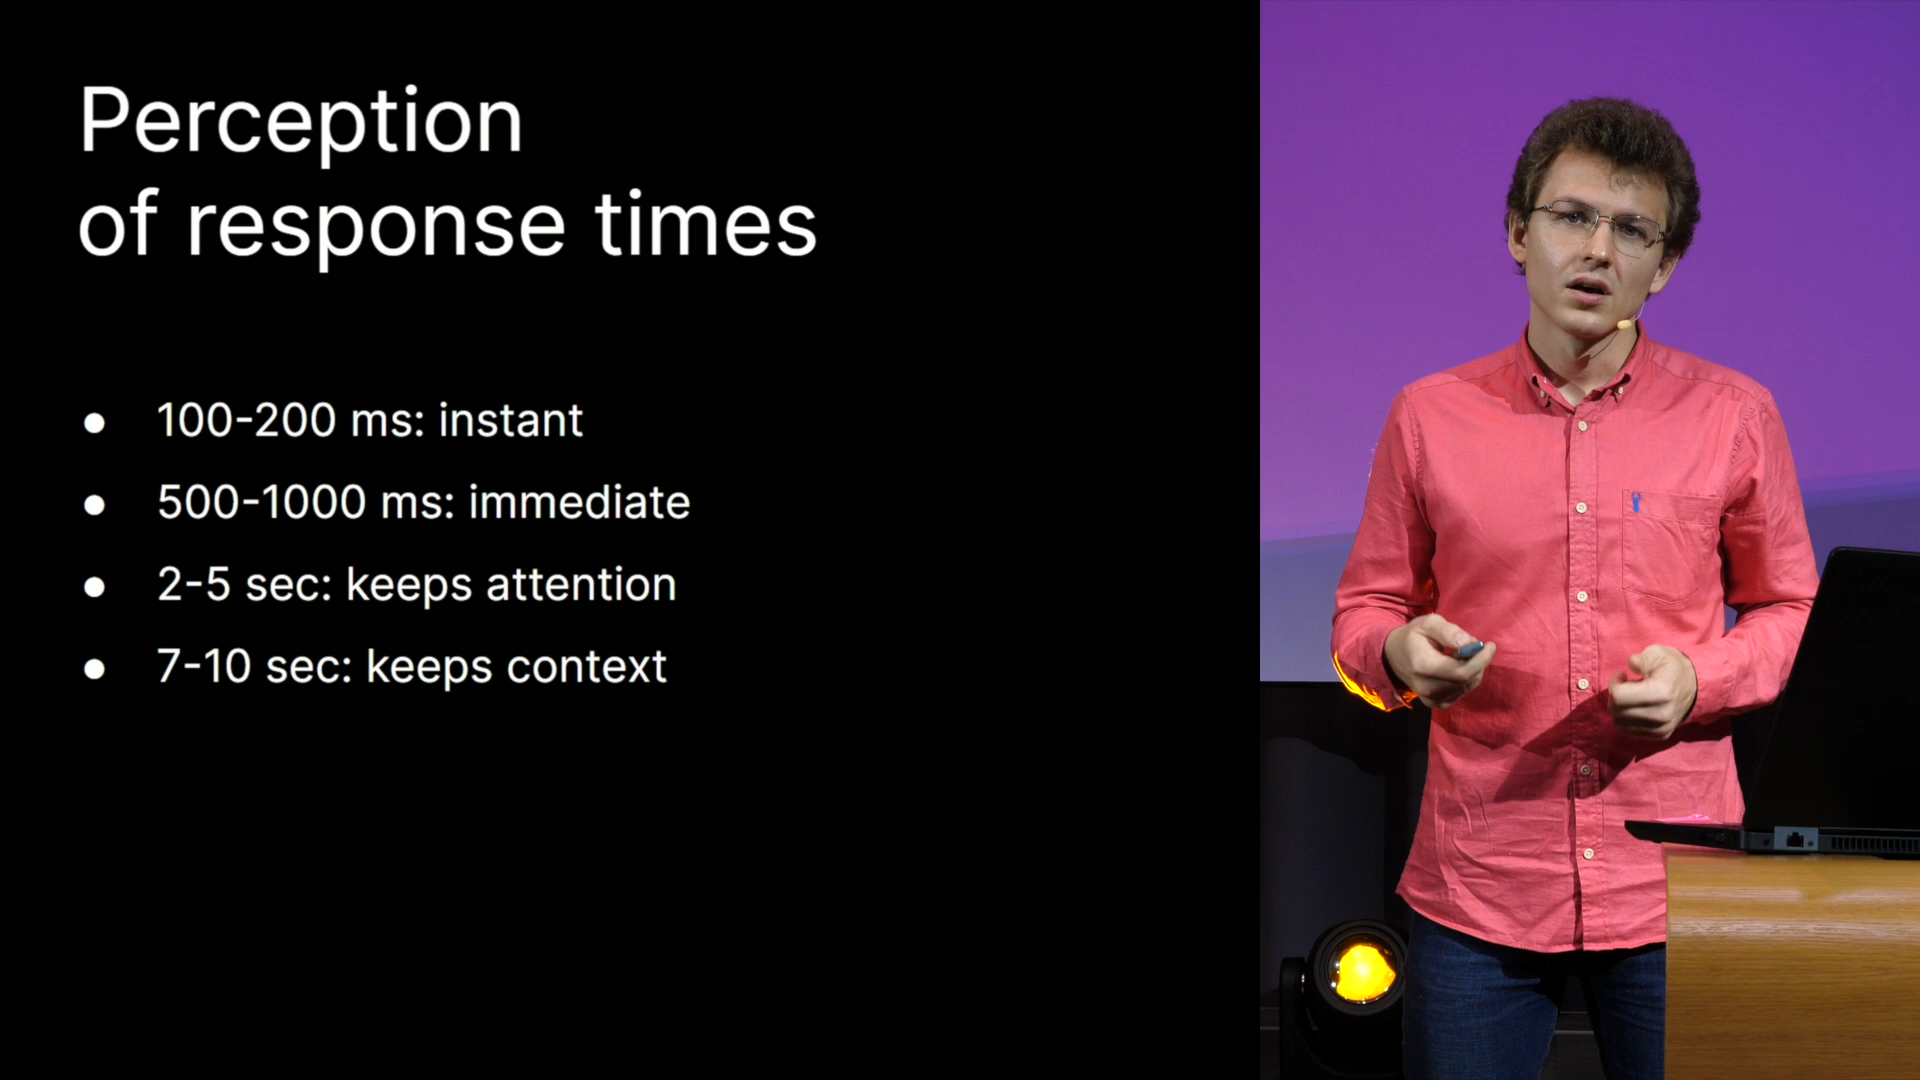 Perception
of response times
● 100-200 ms: instant
● 500-1000 ms: immediate
● 2-5 sec: keeps attention
● 7-10 sec: keeps context